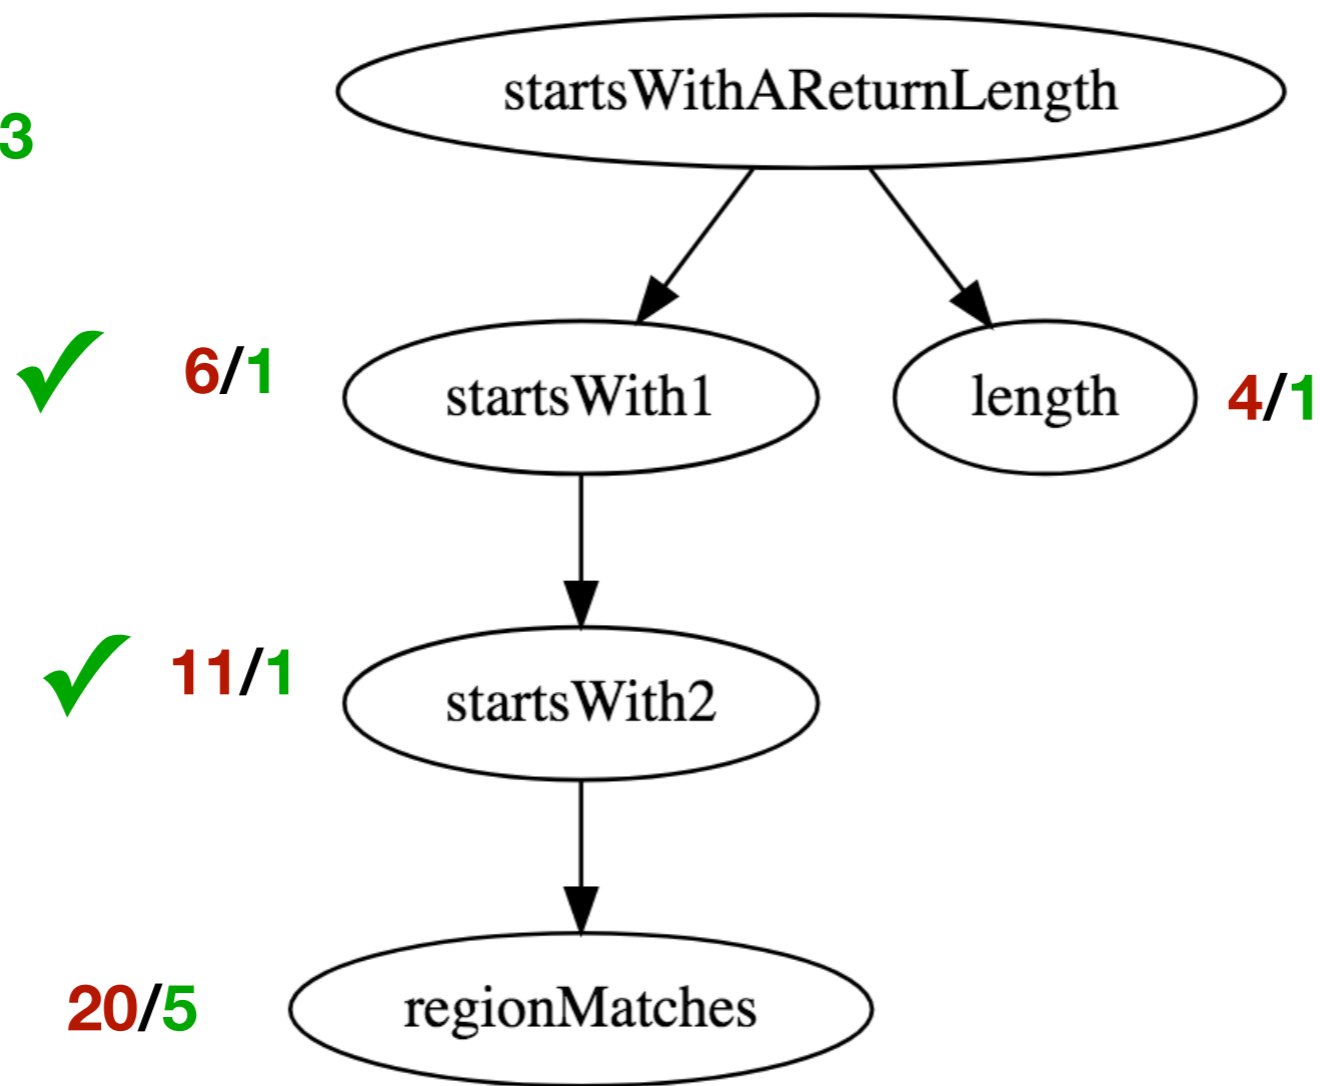 startsWithAReturnLength
3
✓ 6/1 startsWith1 length 4/1
✓ 11/1 startsWith2
20/5 regionMatches